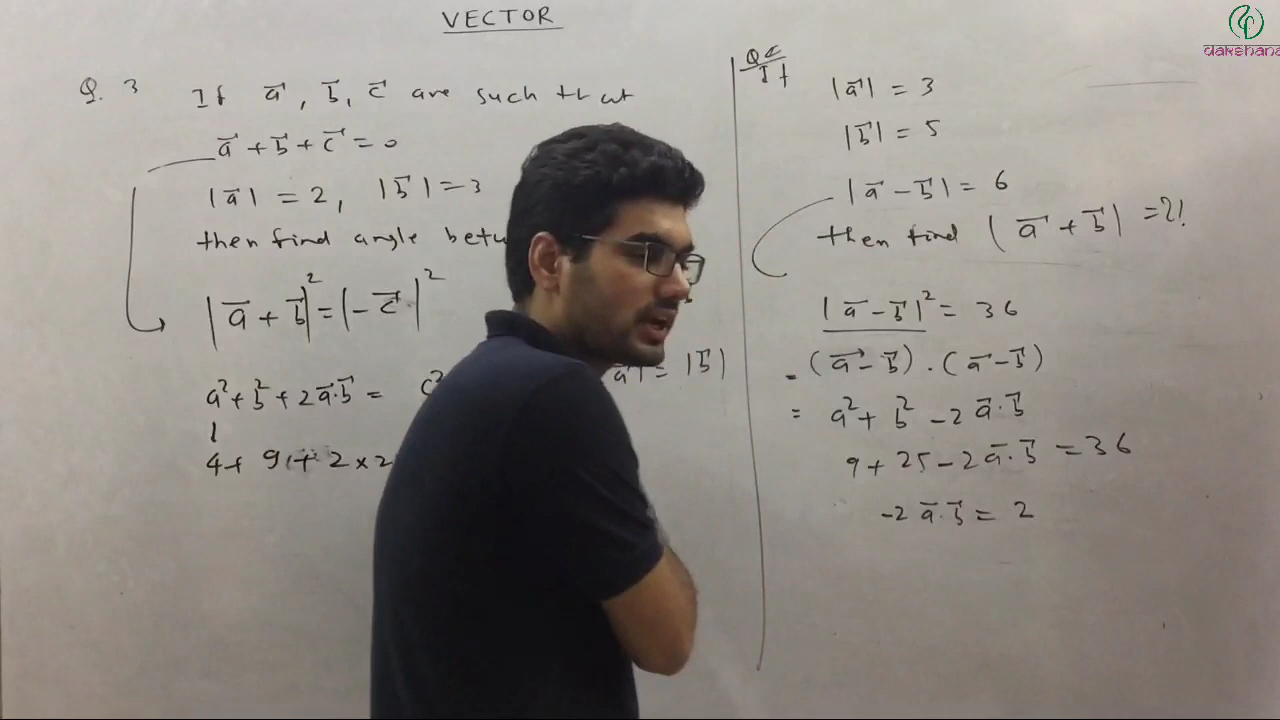 VECTOR
Q. 3 If a⃗, b⃗, c⃗ are such that
a⃗ + b⃗ + c⃗ = 0
|a⃗| = 2, |b⃗| = 3
then find angle betw
|a⃗ + b⃗|² = |-c⃗|²
a² + b² + 2a⃗.b⃗ = c²
4 + 9 + 2 × 2
a⃗| = |b⃗|
If |a⃗| = 3
|b⃗| = 5
|a⃗ - b⃗| = 6
then find |a⃗ + b⃗| = ?!
|a⃗ - b⃗|² = 36
= (a⃗ - b⃗) . (a⃗ - b⃗)
= a² + b² - 2 a⃗.b⃗
9 + 25 - 2 a⃗.b⃗ = 36
-2 a⃗.b⃗ = 2
dakshana